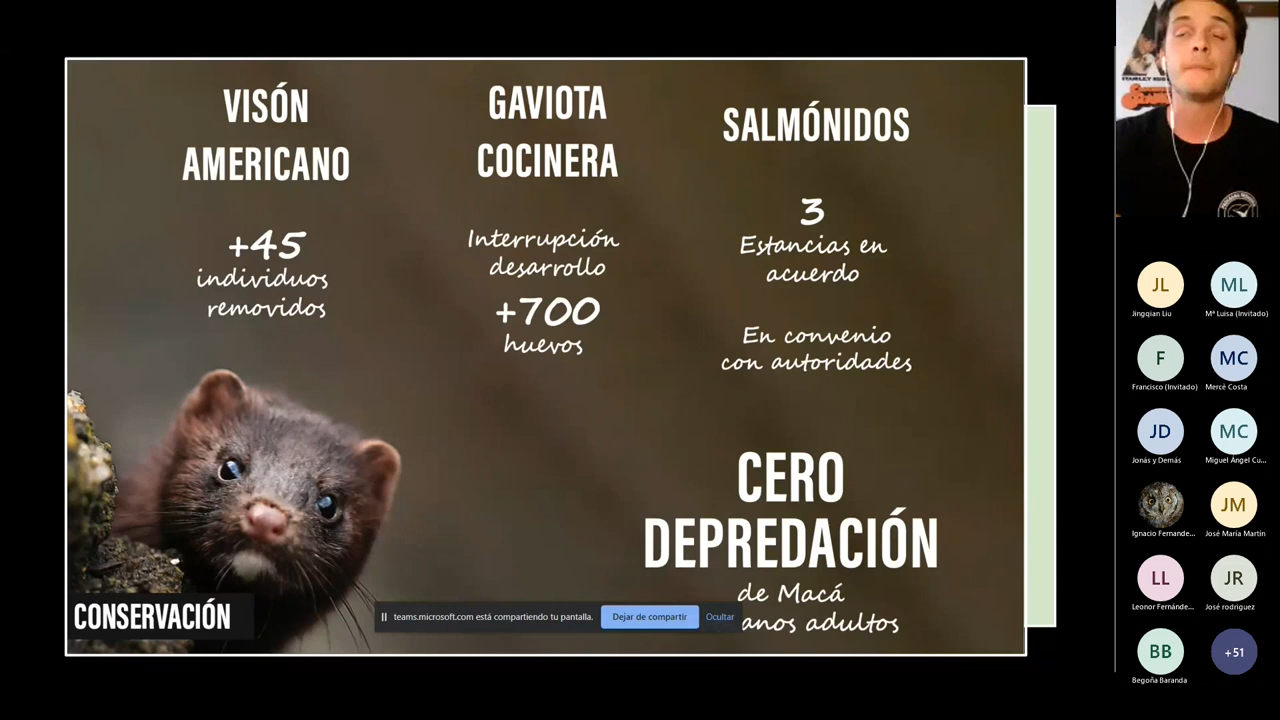 VISÓN
AMERICANO
+45
individuos
removidos
GAVIOTA
COCINERA
Interrupción
desarrollo
+700
huevos
SALMÓNIDOS
3
Estancias en
acuerdo
En convenio
con autoridades
CERO
DEPREDACIÓN
de Macá
anos adultos
CONSERVACIÓN
teams.microsoft.com está compartiendo tu pantalla.
Dejar de compartir
Ocultar
JL
Jingqian Liu
ML
Mª Luisa (Invitado)
F
Francisco (Invitado)
MC
Mercè Costa
JD
Jonás y Demás
MC
Miguel Ángel Cu...
Ignacio Fernande...
JM
José María Martín
LL
Leonor Fernánde...
JR
José rodriguez
BB
Begoña Baranda
+51